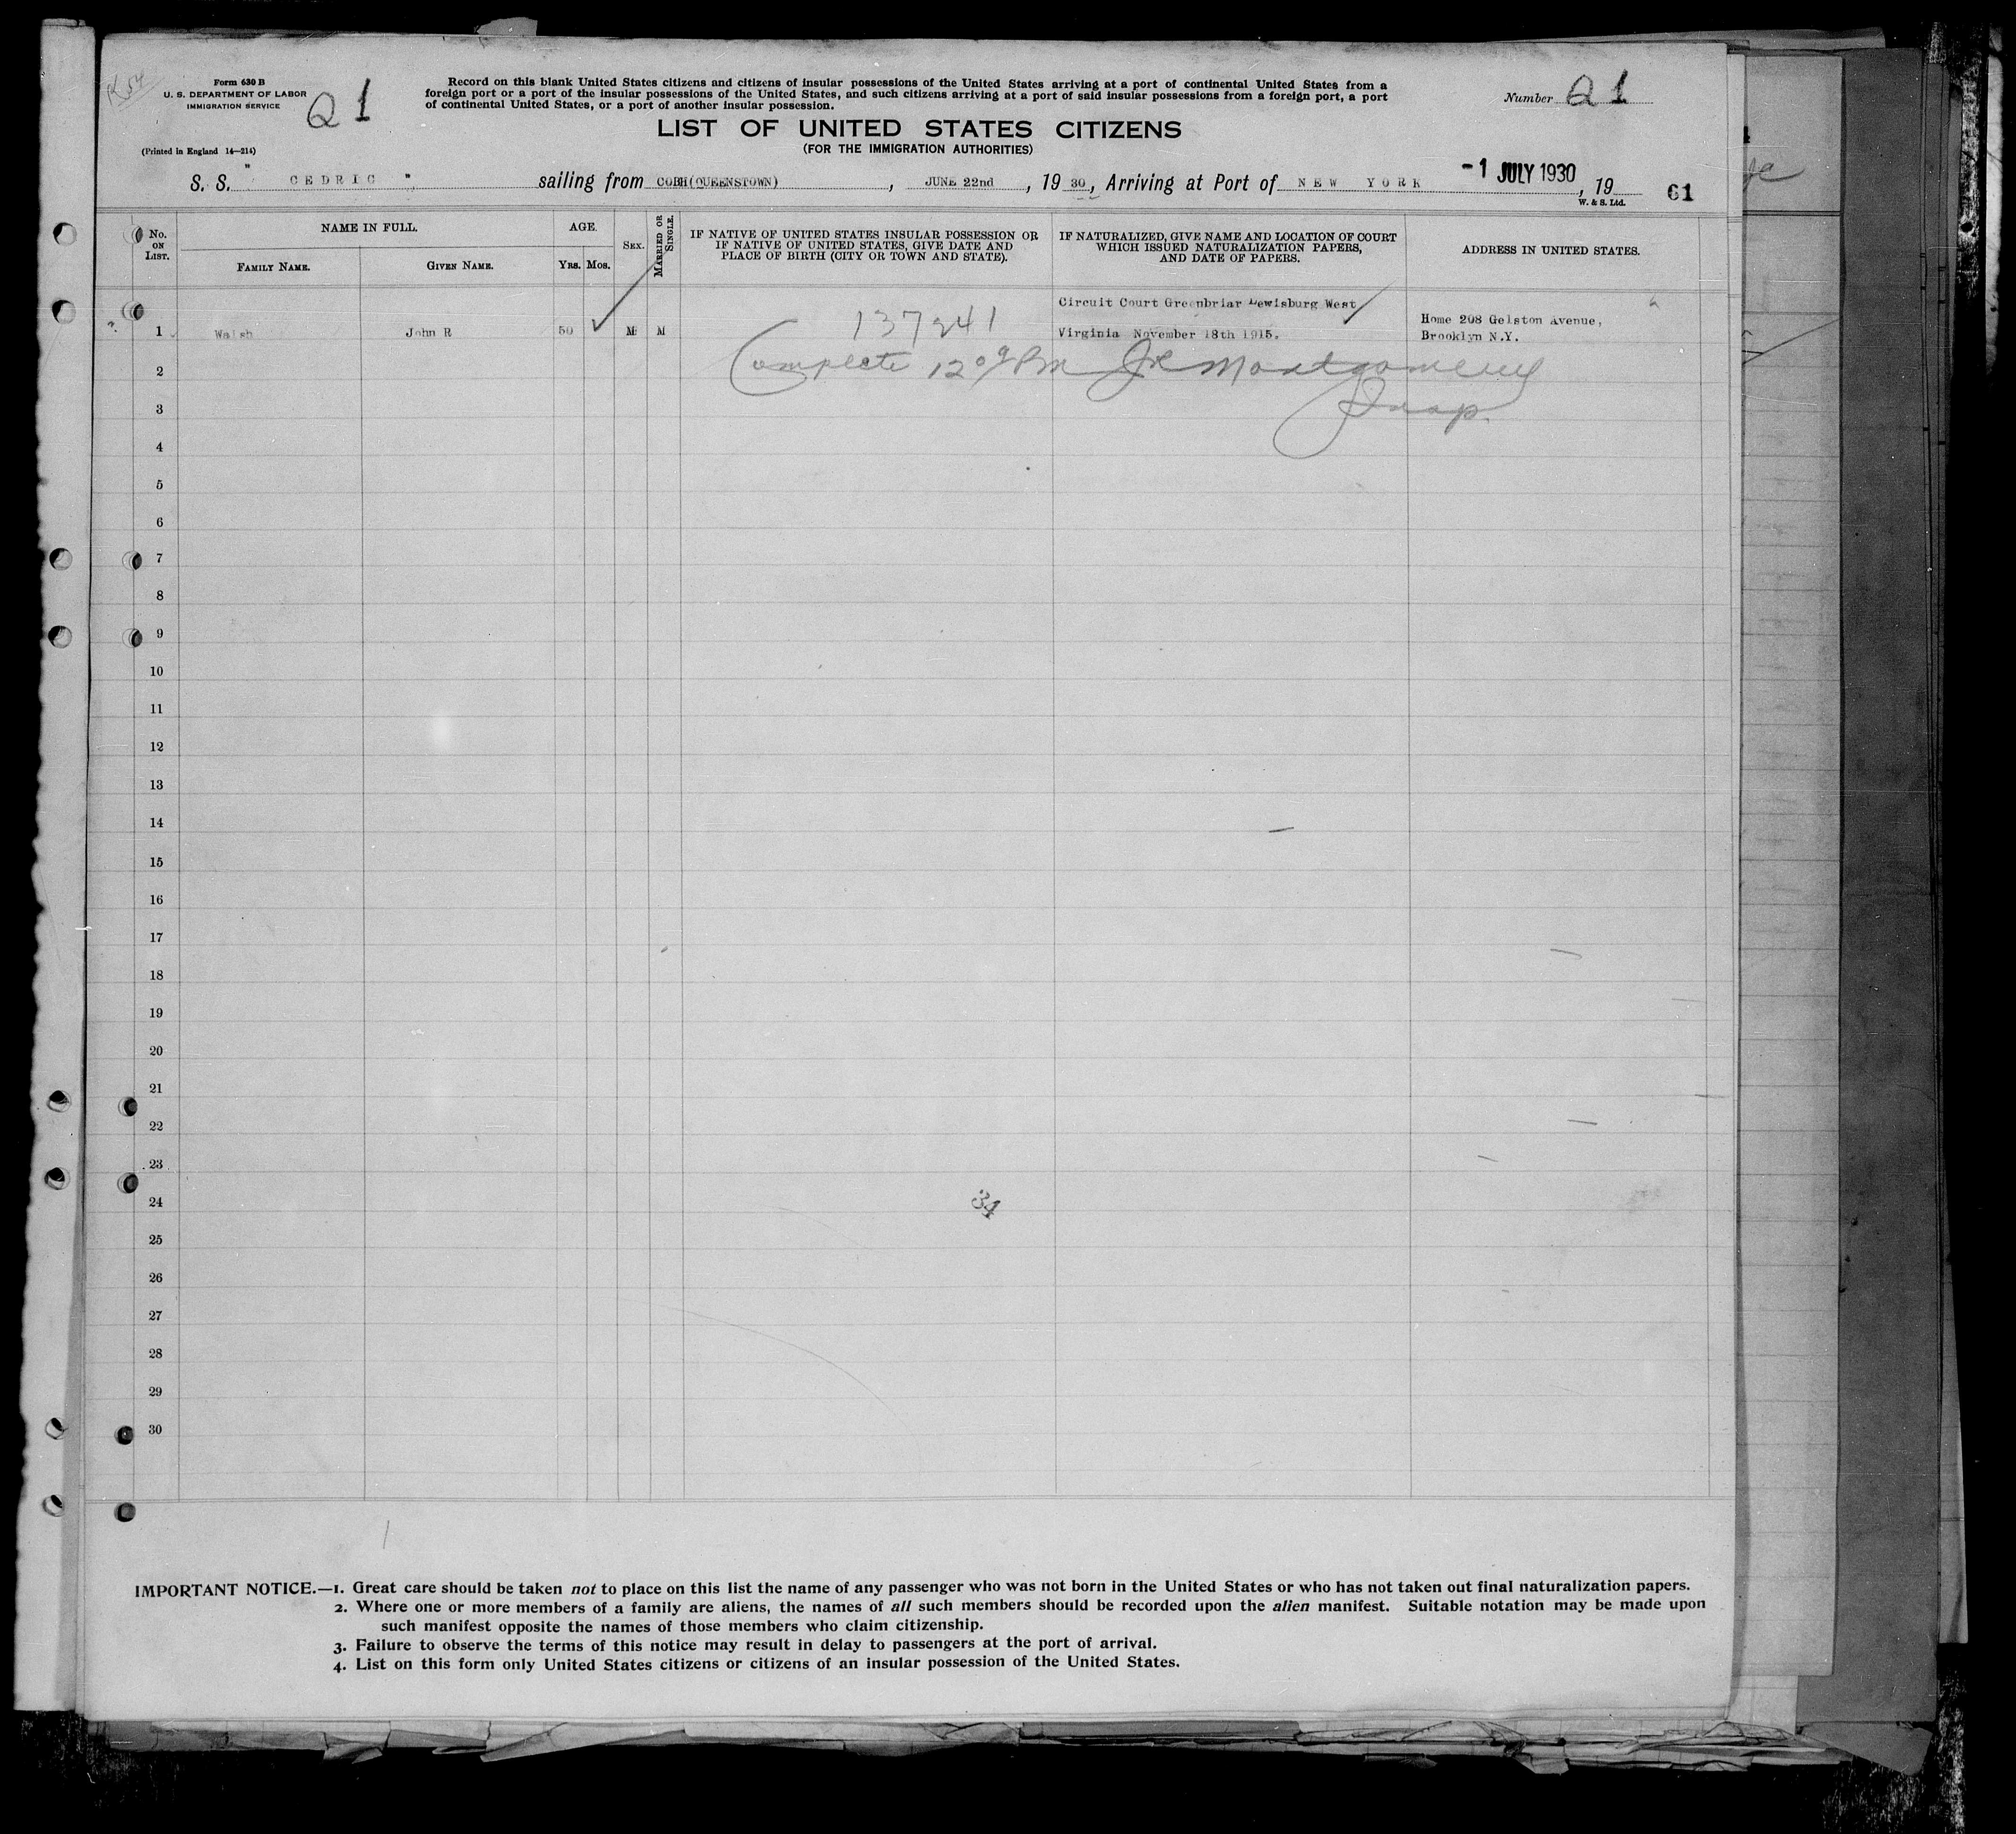 Form 630 B
U. S. DEPARTMENT OF LABOR
IMMIGRATION SERVICE
(Printed in England 14—214)
Q 1
Record on this blank United States citizens and citizens of insular possessions of the United States arriving at a port of continental United States from a
foreign port or a port of the insular possessions of the United States, and such citizens arriving at a port of said insular possessions from a foreign port, a port
of continental United States, or a port of another insular possession.
Number Q 1
LIST OF UNITED STATES CITIZENS
(FOR THE IMMIGRATION AUTHORITIES)
S. S. " CEDRIC " sailing from COBH(QUEENSTOWN) , JUNE 22nd , 19 30, Arriving at Port of NEW YORK -1 JULY 1930, 19
W. & S. Ltd.
61
No. ON LIST.
NAME IN FULL.
FAMILY NAME.
GIVEN NAME.
AGE.
YRS. MOS.
SEX.
MARRIED OR SINGLE.
IF NATIVE OF UNITED STATES INSULAR POSSESSION OR
IF NATIVE OF UNITED STATES, GIVE DATE AND
PLACE OF BIRTH (CITY OR TOWN AND STATE).
IF NATURALIZED, GIVE NAME AND LOCATION OF COURT
WHICH ISSUED NATURALIZATION PAPERS,
AND DATE OF PAPERS.
ADDRESS IN UNITED STATES.
1 Walsh John R 50 M M 137241
Circuit Court Greenbriar Lewisburg West
Virginia November 18th 1915.
Home 208 Gelston Avenue,
Brooklyn N.Y.
Complete 12 09 Pm Montgomery
Insp.
2
3
4
5
6
7
8
9
10
11
12
13
14
15
16
17
18
19
20
21
22
23
24
34
25
26
27
28
29
30
IMPORTANT NOTICE.—1. Great care should be taken not to place on this list the name of any passenger who was not born in the United States or who has not taken out final naturalization papers.
2. Where one or more members of a family are aliens, the names of all such members should be recorded upon the alien manifest. Suitable notation may be made upon
such manifest opposite the names of those members who claim citizenship.
3. Failure to observe the terms of this notice may result in delay to passengers at the port of arrival.
4. List on this form only United States citizens or citizens of an insular possession of the United States.